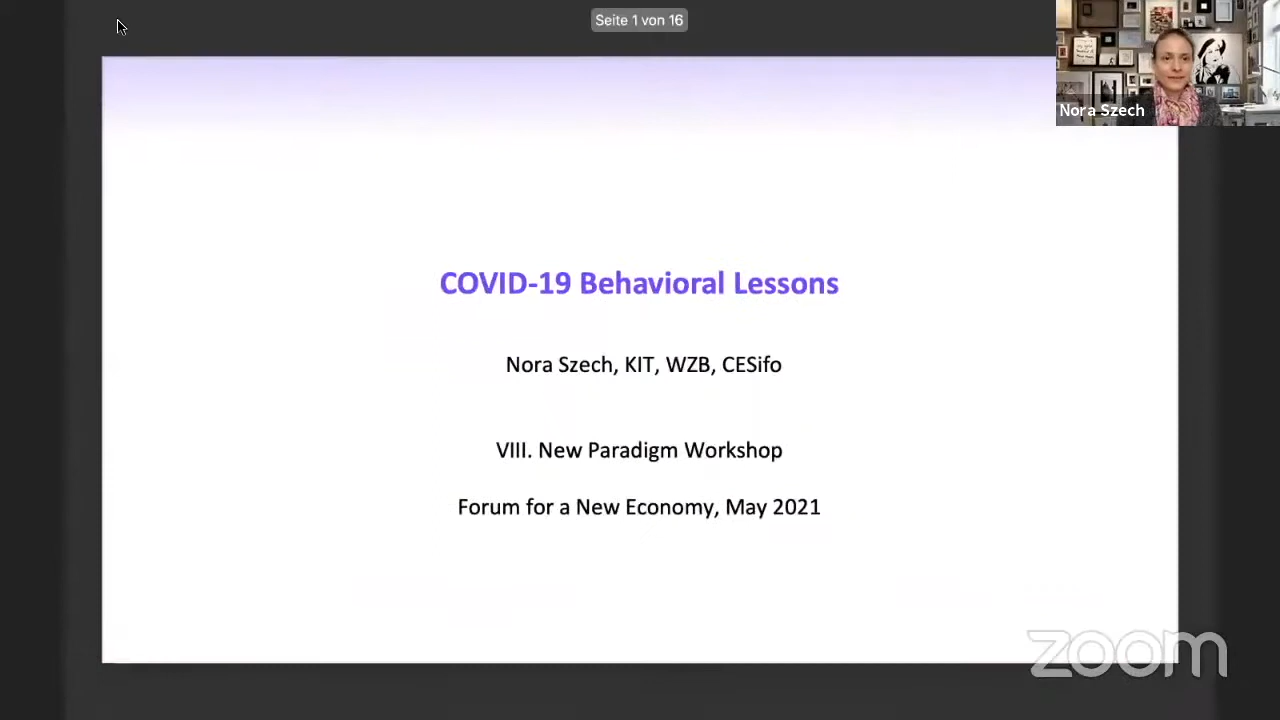 Seite 1 von 16
Nora Szech
COVID-19 Behavioral Lessons
Nora Szech, KIT, WZB, CESifo
VIII. New Paradigm Workshop
Forum for a New Economy, May 2021
zoom